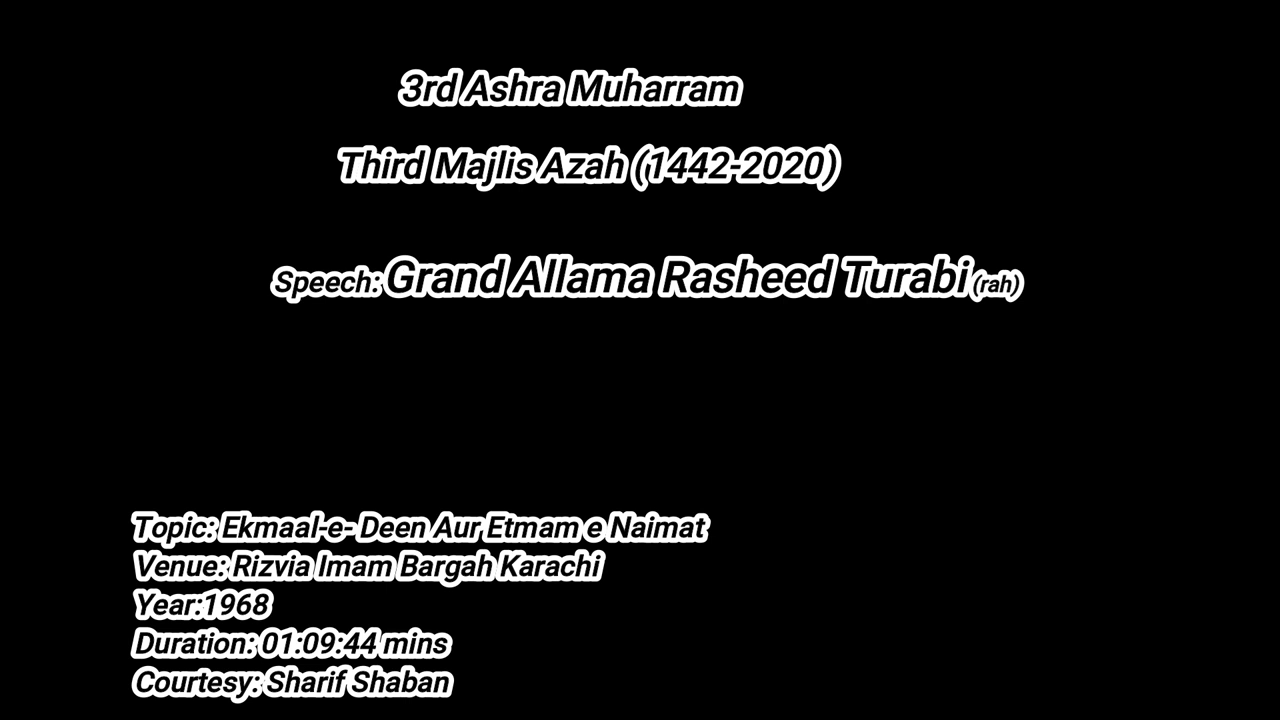 3rd Ashra Muharram
Third Majlis Azah (1442-2020)
Speech: Grand Allama Rasheed Turabi (rah)
Topic: Ekmaal-e- Deen Aur Etmam e Naimat
Venue: Rizvia Imam Bargah Karachi
Year:1968
Duration: 01:09:44 mins
Courtesy: Sharif Shaban